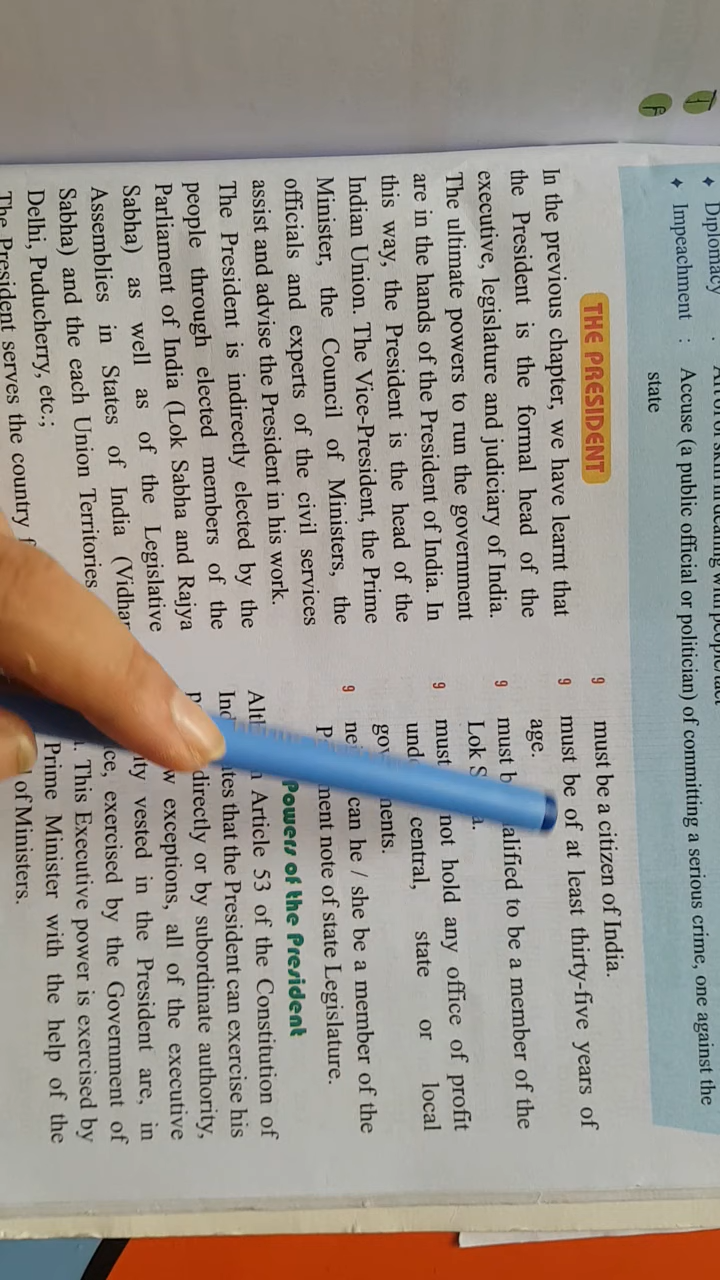 ✦ Diplomacy :
✦ Impeachment : Accuse (a public official or politician) of committing a serious crime, one against the
state
THE PRESIDENT
In the previous chapter, we have learnt that
the President is the formal head of the
executive, legislature and judiciary of India.
The ultimate powers to run the government
are in the hands of the President of India. In
this way, the President is the head of the
Indian Union. The Vice-President, the Prime
Minister, the Council of Ministers, the
officials and experts of the civil services
assist and advise the President in his work.
The President is indirectly elected by the
people through elected members of the
Parliament of India (Lok Sabha and Rajya
Sabha) as well as of the Legislative
Assemblies in States of India (Vidhan
Sabha) and the each Union Territories
Delhi, Puducherry, etc.;
The President serves the country
must be a citizen of India.
must be of at least thirty-five years of
age.
must be qualified to be a member of the
Lok
must not hold any office of profit
central, state or local
can he / she be a member of the
note of state Legislature.
Powers of the President
Article 53 of the Constitution of
that the President can exercise his
directly or by subordinate authority,
exceptions, all of the executive
vested in the President are, in
exercised by the Government of
This Executive power is exercised by
Prime Minister with the help of the
of Ministers.